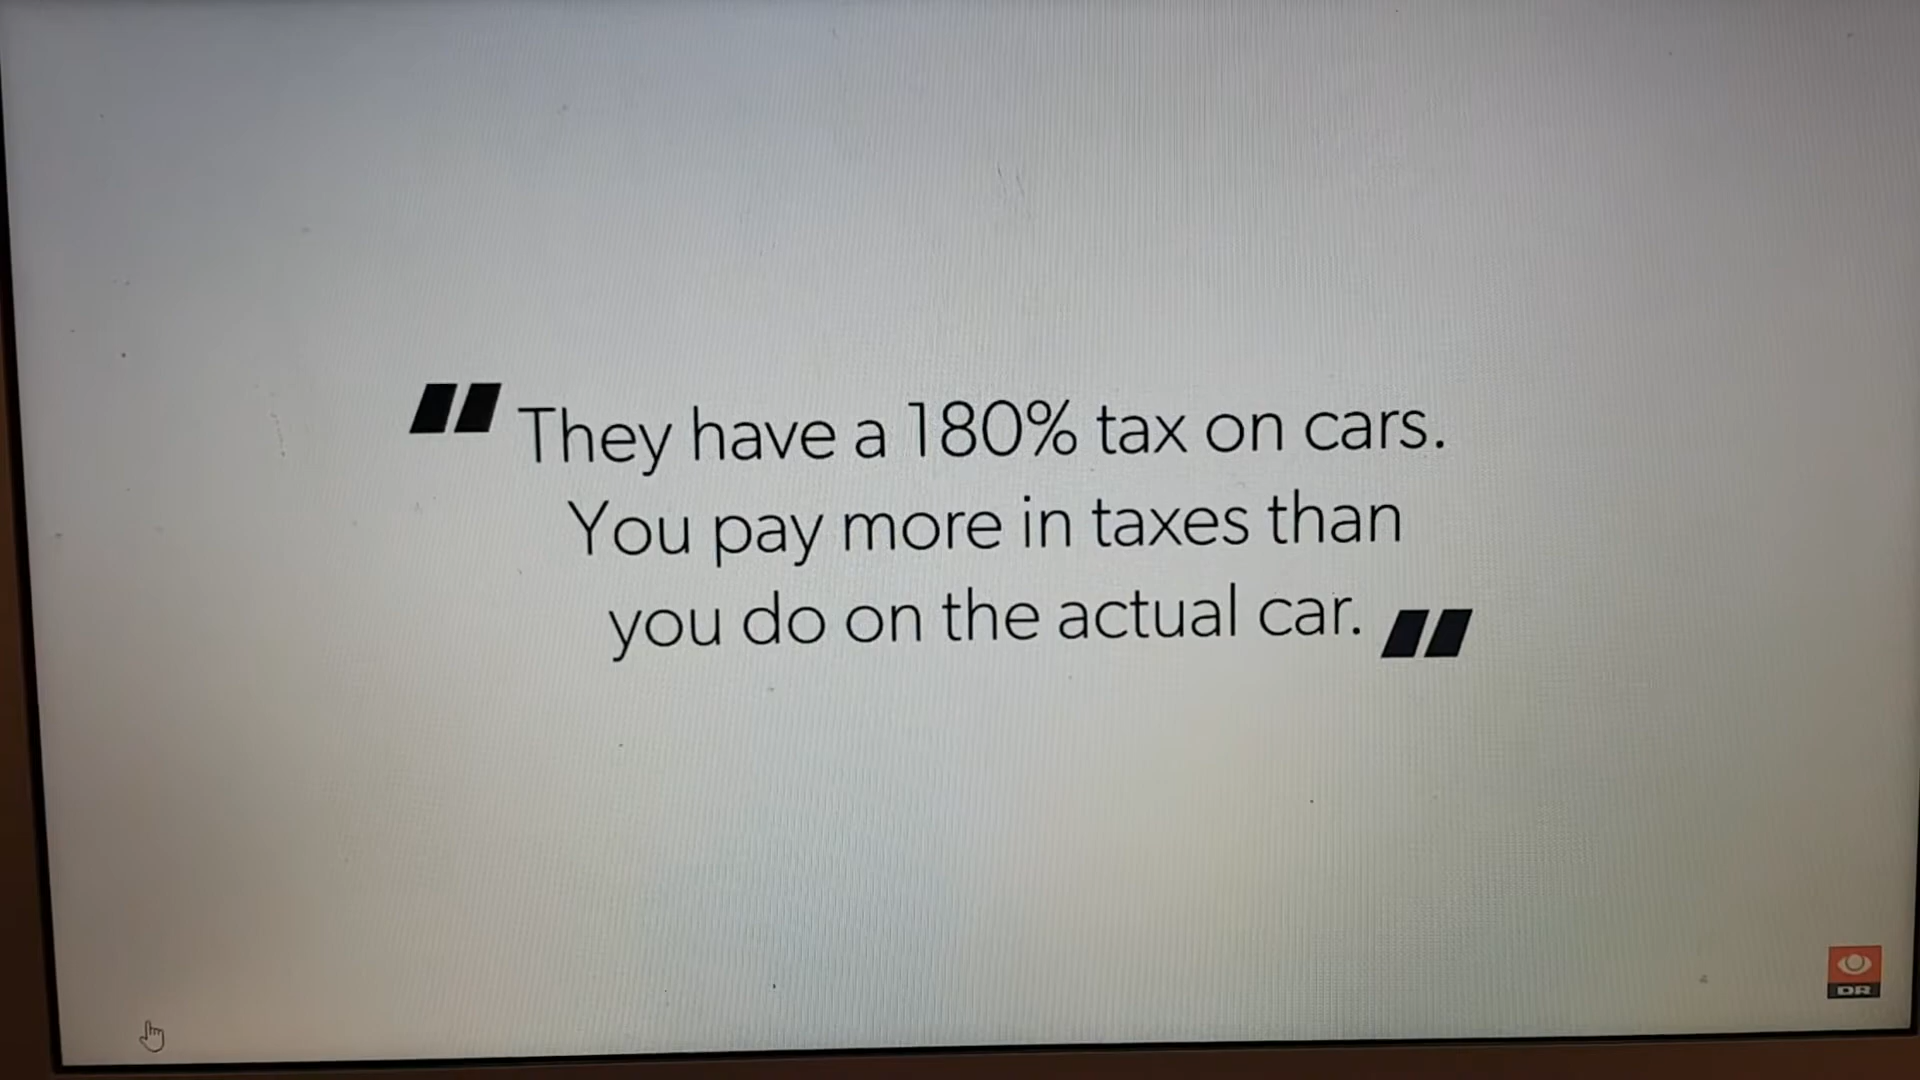 "They have a 180% tax on cars.
You pay more in taxes than
you do on the actual car."
DR